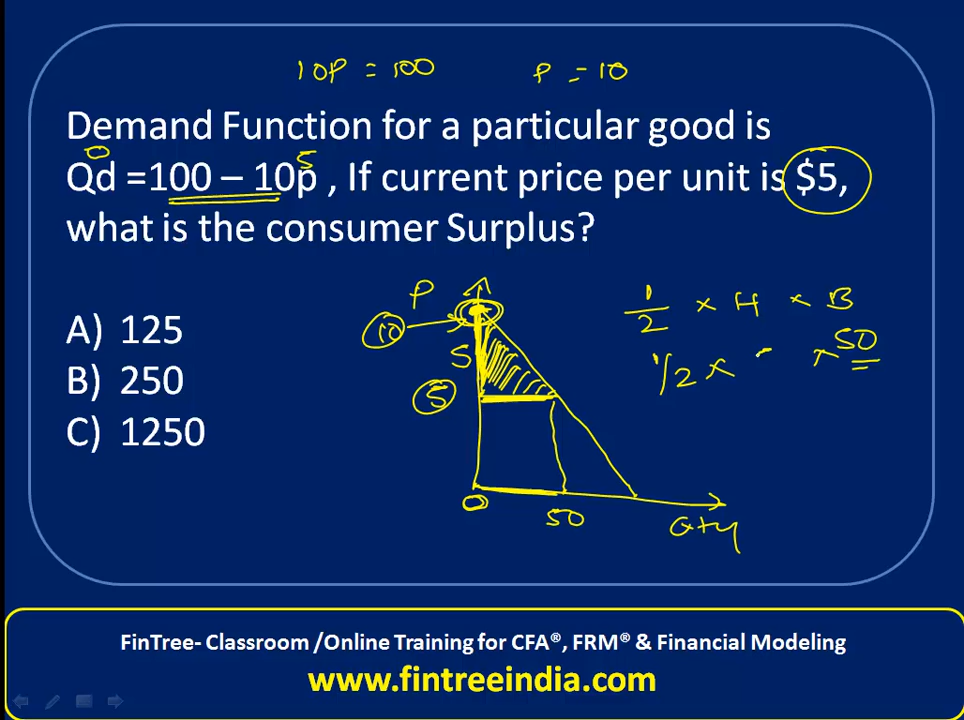 10P = 100 P = 10
Demand Function for a particular good is
0 5
Qd =100 – 10p , If current price per unit is $5,
what is the consumer Surplus?
A) 125
B) 250
C) 1250
P
10
5
5
0
50
Qty
1/2 × H × B
1/2 × × 50
FinTree- Classroom /Online Training for CFA®, FRM® & Financial Modeling
www.fintreeindia.com